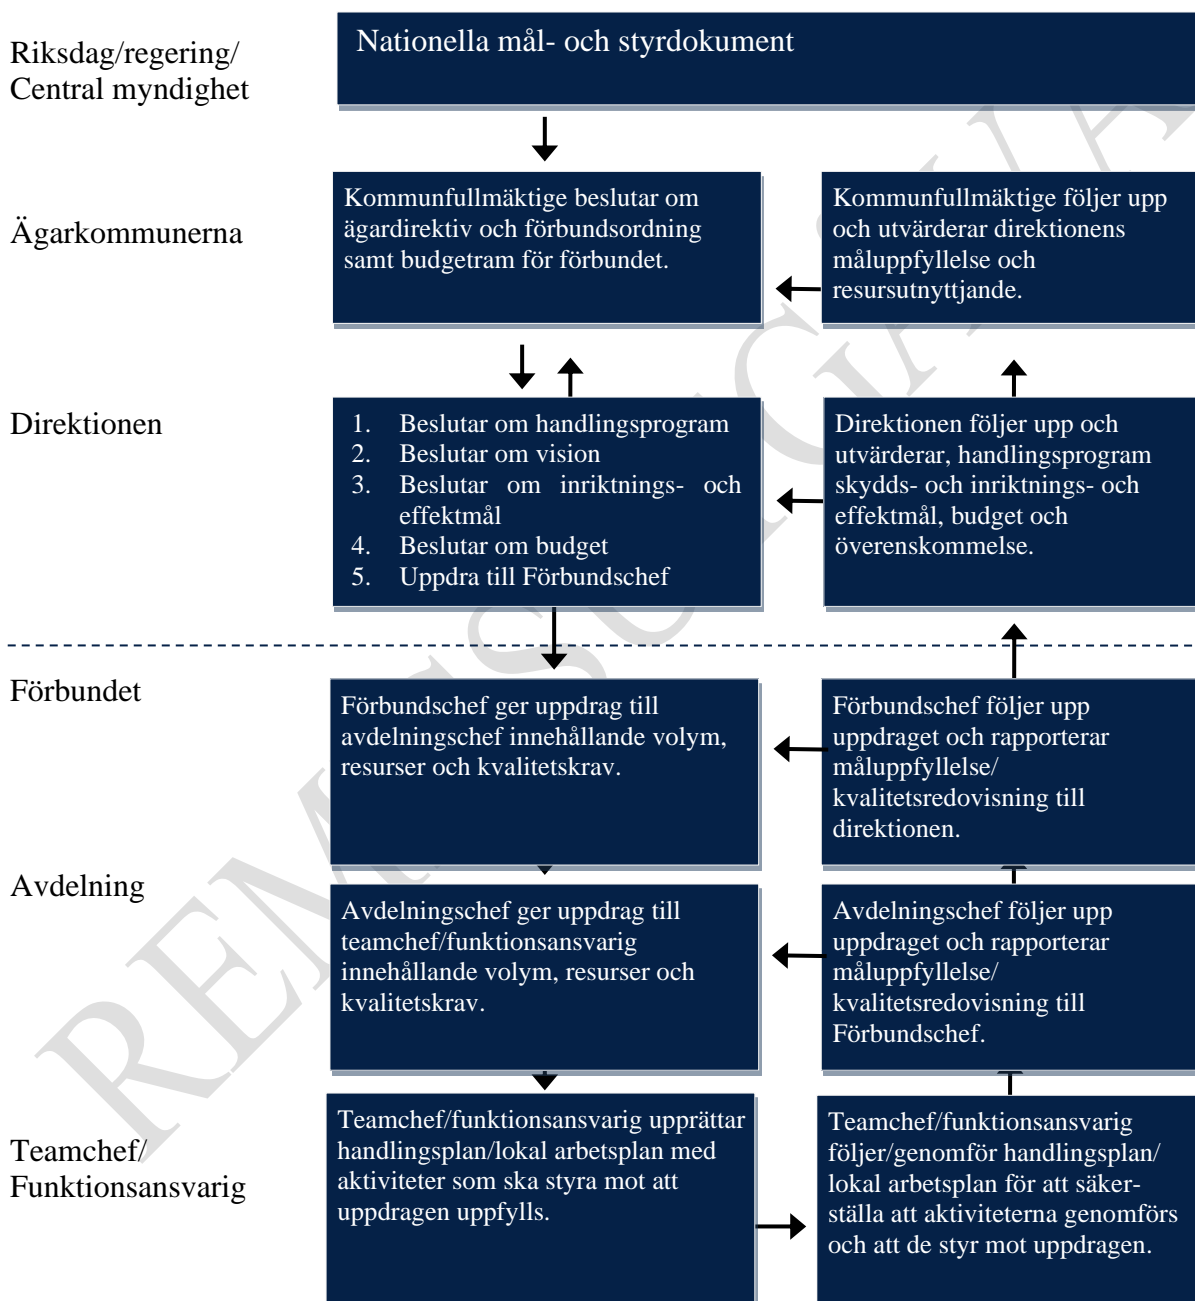 Riksdag/regering/
Central myndighet
Nationella mål- och styrdokument
Ägarkommunerna
Kommunfullmäktige beslutar om
ägardirektiv och förbundsordning
samt budgetram för förbundet.
Kommunfullmäktige följer upp
och utvärderar direktionens
måluppfyllelse och
resursutnyttjande.
Direktionen
1. Beslutar om handlingsprogram
2. Beslutar om vision
3. Beslutar om inriktnings- och
effektmål
4. Beslutar om budget
5. Uppdra till Förbundschef
Direktionen följer upp och
utvärderar, handlingsprogram
skydds- och inriktnings- och
effektmål, budget och
överenskommelse.
Förbundet
Förbundschef ger uppdrag till
avdelningschef innehållande volym,
resurser och kvalitetskrav.
Förbundschef följer upp
uppdraget och rapporterar
måluppfyllelse/
kvalitetsredovisning till
direktionen.
Avdelning
Avdelningschef ger uppdrag till
teamchef/funktionsansvarig
innehållande volym, resurser och
kvalitetskrav.
Avdelningschef följer upp
uppdraget och rapporterar
måluppfyllelse/
kvalitetsredovisning till
Förbundschef.
Teamchef/
Funktionsansvarig
Teamchef/funktionsansvarig upprättar
handlingsplan/lokal arbetsplan med
aktiviteter som ska styra mot att
uppdragen uppfylls.
Teamchef/funktionsansvarig
följer/genomför handlingsplan/
lokal arbetsplan för att säker-
ställa att aktiviteterna genomförs
och att de styr mot uppdragen.